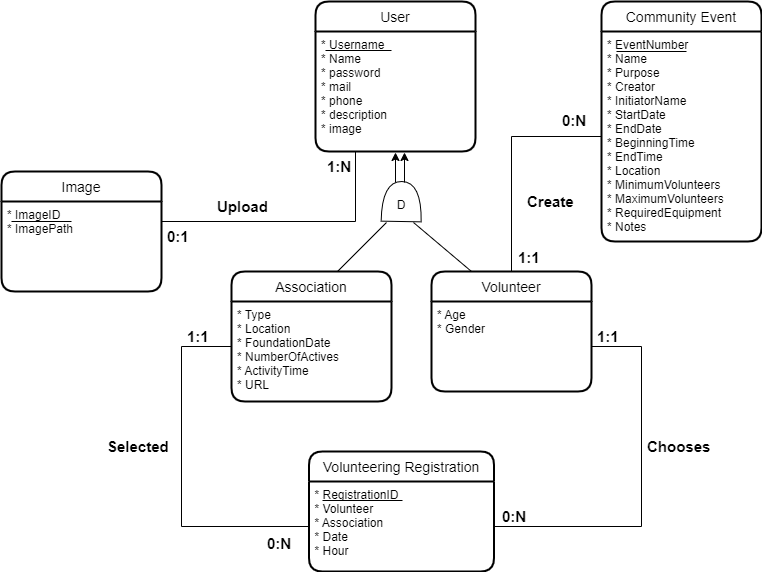 User
* Username
* Name
* password
* mail
* phone
* description
* image
Community Event
* EventNumber
* Name
* Purpose
* Creator
* InitiatorName
* StartDate
* EndDate
* BeginningTime
* EndTime
* Location
* MinimumVolunteers
* MaximumVolunteers
* RequiredEquipment
* Notes
0:N
1:N
Image
* ImageID
* ImagePath
Upload
0:1
D
Create
1:1
Association
* Type
* Location
* FoundationDate
* NumberOfActives
* ActivityTime
* URL
Volunteer
* Age
* Gender
1:1
1:1
Selected
Chooses
Volunteering Registration
* RegistrationID
* Volunteer
* Association
* Date
* Hour
0:N
0:N